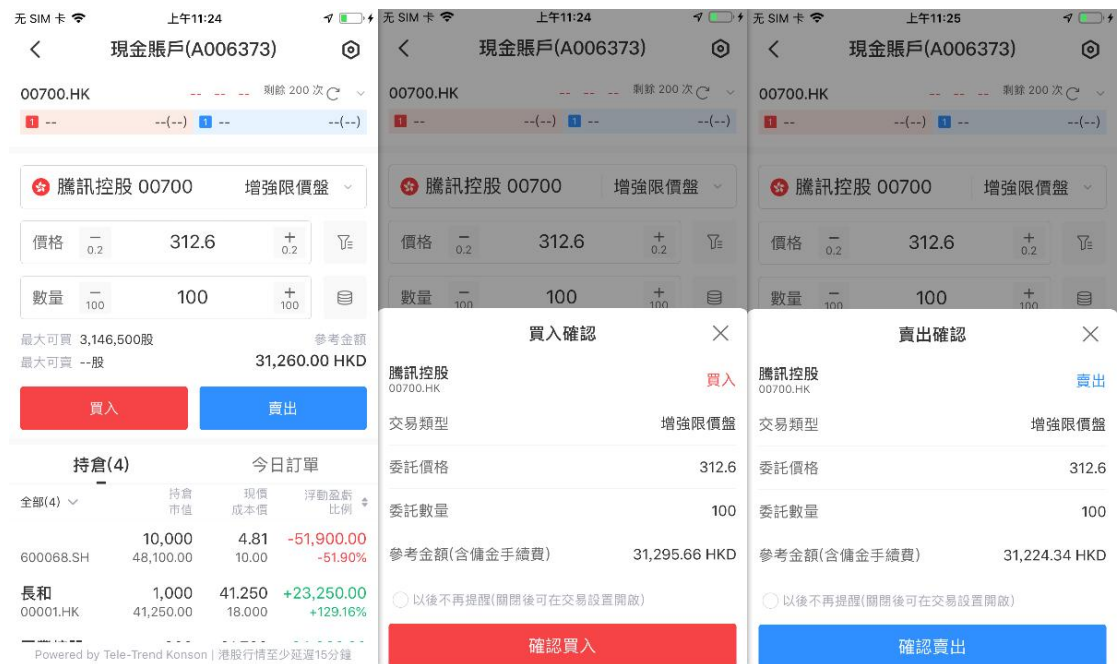 无 SIM 卡 上午11:24
現金賬戶(A006373)
00700.HK -- -- -- 剩餘 200 次
1 -- --(--) 1 -- --(--)
騰訊控股 00700 增強限價盤
價格 − 0.2 312.6 + 0.2
數量 − 100 100 + 100
最大可買 3,146,500股 參考金額
最大可賣 --股 31,260.00 HKD
買入 賣出
持倉(4) 今日訂單
全部(4) 持倉 現價 浮動盈虧
市值 成本價 比例
10,000 4.81 -51,900.00
600068.SH 48,100.00 10.00 -51.90%
長和 1,000 41.250 +23,250.00
00001.HK 41,250.00 18.000 +129.16%
Powered by Tele-Trend Konson | 港股行情至少延遲15分鐘
无 SIM 卡 上午11:24
現金賬戶(A006373)
00700.HK -- -- -- 剩餘 200 次
1 -- --(--) 1 -- --(--)
騰訊控股 00700 增強限價盤
價格 − 0.2 312.6 + 0.2
數量 − 100 100 + 100
買入確認
騰訊控股
00700.HK 買入
交易類型 增強限價盤
委託價格 312.6
委託數量 100
參考金額(含傭金手續費) 31,295.66 HKD
以後不再提醒(關閉後可在交易設置開啟)
確認買入
无 SIM 卡 上午11:25
現金賬戶(A006373)
00700.HK -- -- -- 剩餘 200 次
1 -- --(--) 1 -- --(--)
騰訊控股 00700 增強限價盤
價格 − 0.2 312.6 + 0.2
數量 − 100 100 + 100
賣出確認
騰訊控股
00700.HK 賣出
交易類型 增強限價盤
委託價格 312.6
委託數量 100
參考金額(含傭金手續費) 31,224.34 HKD
以後不再提醒(關閉後可在交易設置開啟)
確認賣出